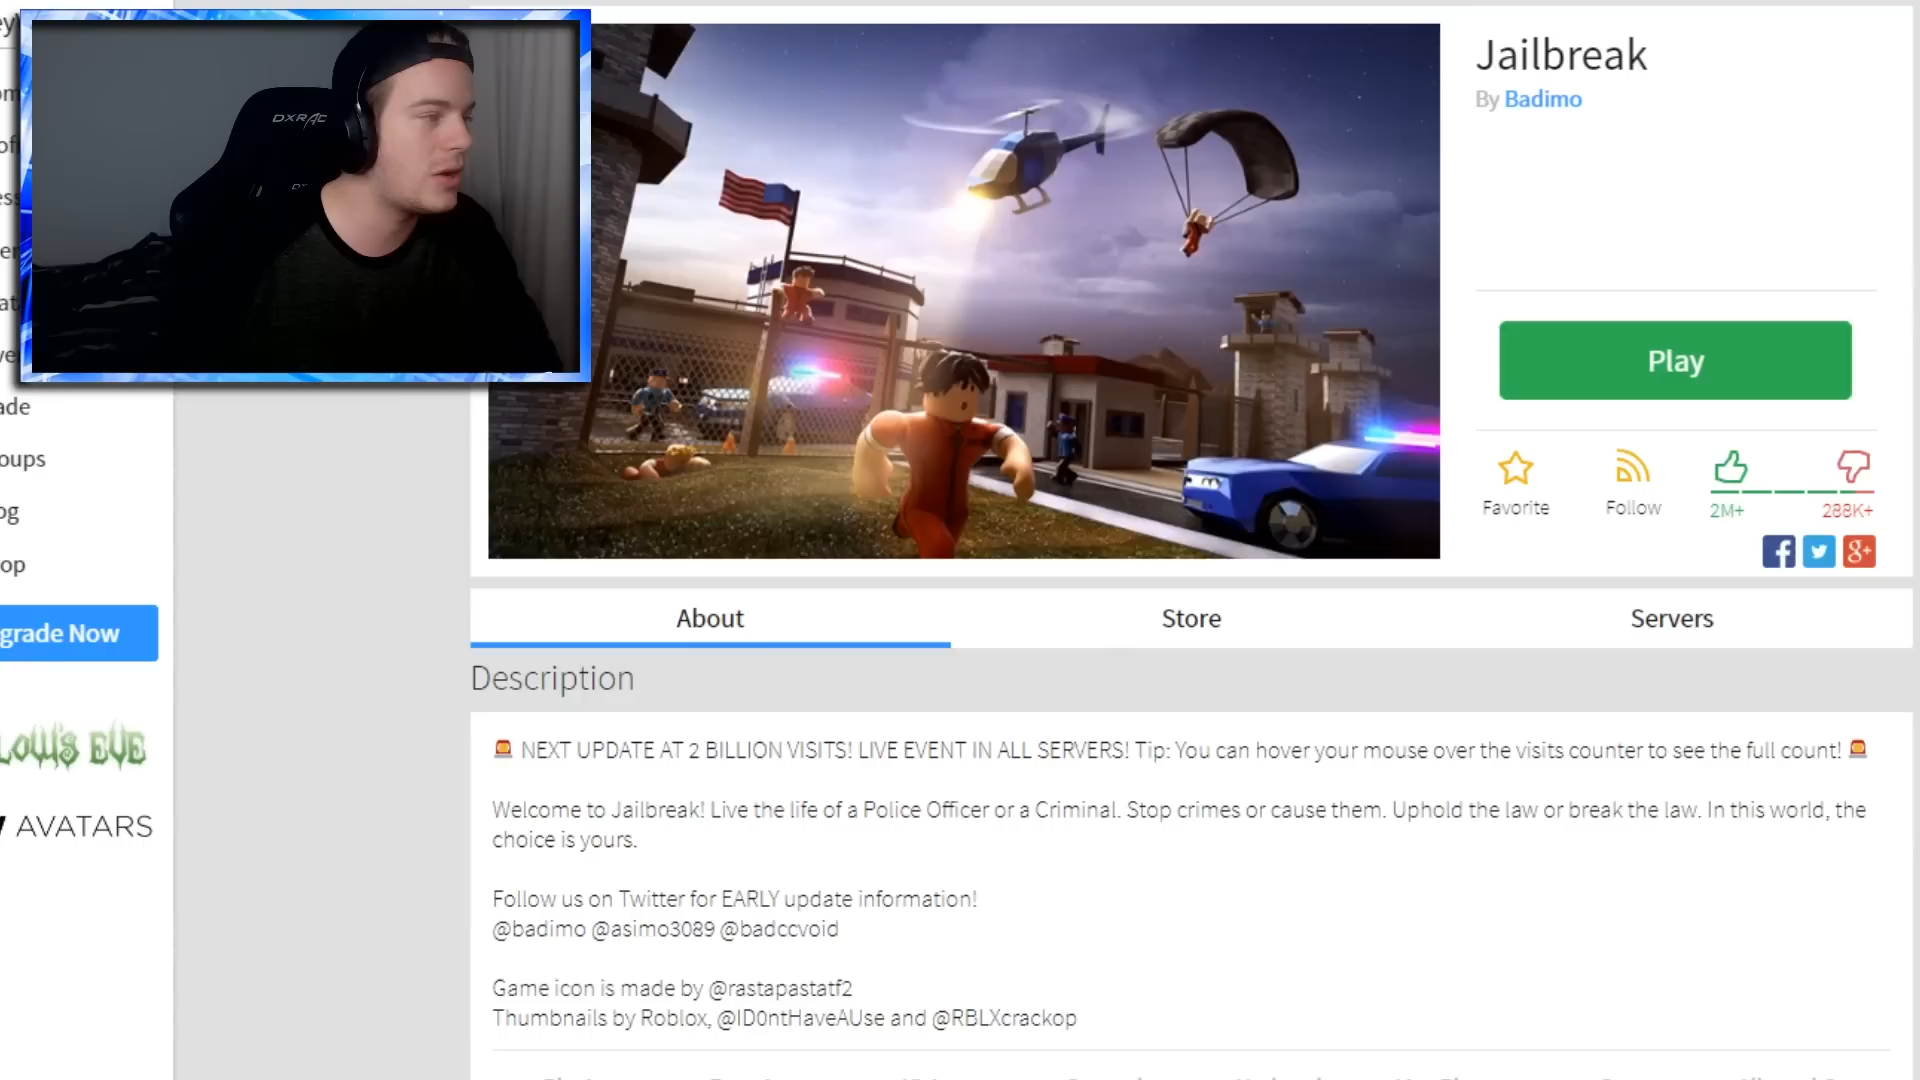 DXRAC
Jailbreak
By Badimo
Play
Favorite
Follow
2M+
288K+
About
Store
Servers
ade
oups
og
op
grade Now
Low's EVE
AVATARS
Description
NEXT UPDATE AT 2 BILLION VISITS! LIVE EVENT IN ALL SERVERS! Tip: You can hover your mouse over the visits counter to see the full count!
Welcome to Jailbreak! Live the life of a Police Officer or a Criminal. Stop crimes or cause them. Uphold the law or break the law. In this world, the
choice is yours.
Follow us on Twitter for EARLY update information!
@badimo @asimo3089 @badccvoid
Game icon is made by @rastapastatf2
Thumbnails by Roblox, @ID0ntHaveAUse and @RBLXcrackop